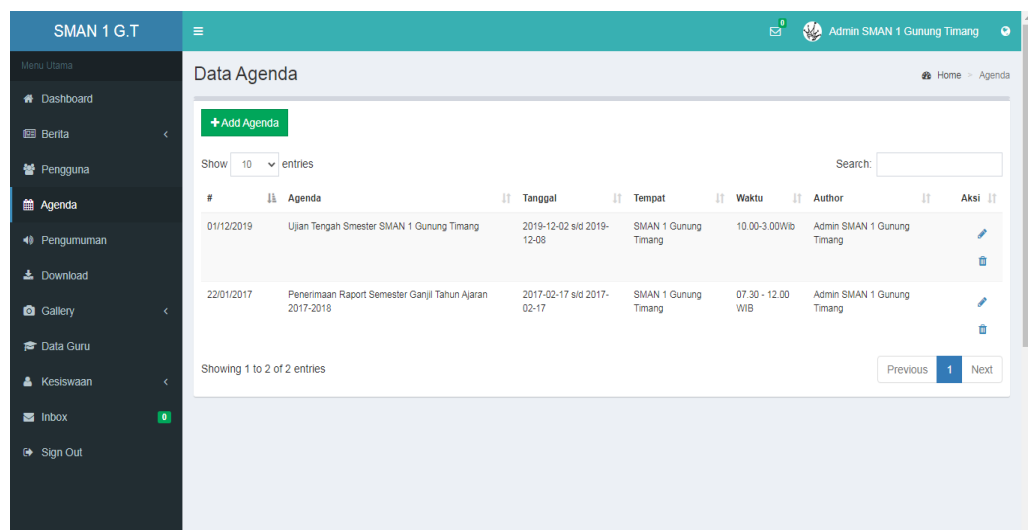 SMAN 1 G.T
0
Admin SMAN 1 Gunung Timang
Menu Utama
Dashboard
Berita
Pengguna
Agenda
Pengumuman
Download
Gallery
Data Guru
Kesiswaan
Inbox 0
Sign Out
Data Agenda
Home > Agenda
+ Add Agenda
Show 10 entries
Search:
# Agenda Tanggal Tempat Waktu Author Aksi
01/12/2019 Ujian Tengah Smester SMAN 1 Gunung Timang 2019-12-02 s/d 2019- SMAN 1 Gunung 10.00-3.00Wib Admin SMAN 1 Gunung
12-08 Timang Timang
22/01/2017 Penerimaan Raport Semester Ganjil Tahun Ajaran 2017-02-17 s/d 2017- SMAN 1 Gunung 07.30 - 12.00 Admin SMAN 1 Gunung
2017-2018 02-17 Timang WIB Timang
Showing 1 to 2 of 2 entries
Previous 1 Next